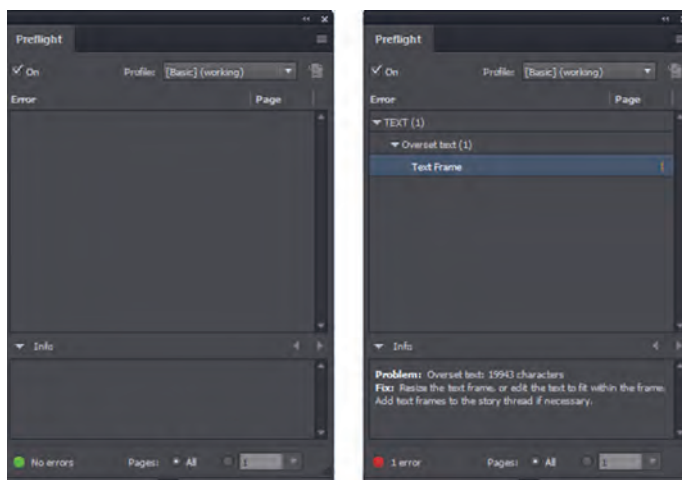 Preflight
On Profile: [Basic] (working)
Error Page
Info
No errors Pages: All 1
Preflight
On Profile: [Basic] (working)
Error Page
TEXT (1)
Overset text (1)
Text Frame 1
Info
Problem: Overset text: 19943 characters
Fix: Resize the text frame, or edit the text to fit within the frame.
Add text frames to the story thread if necessary.
1 error Pages: All 1